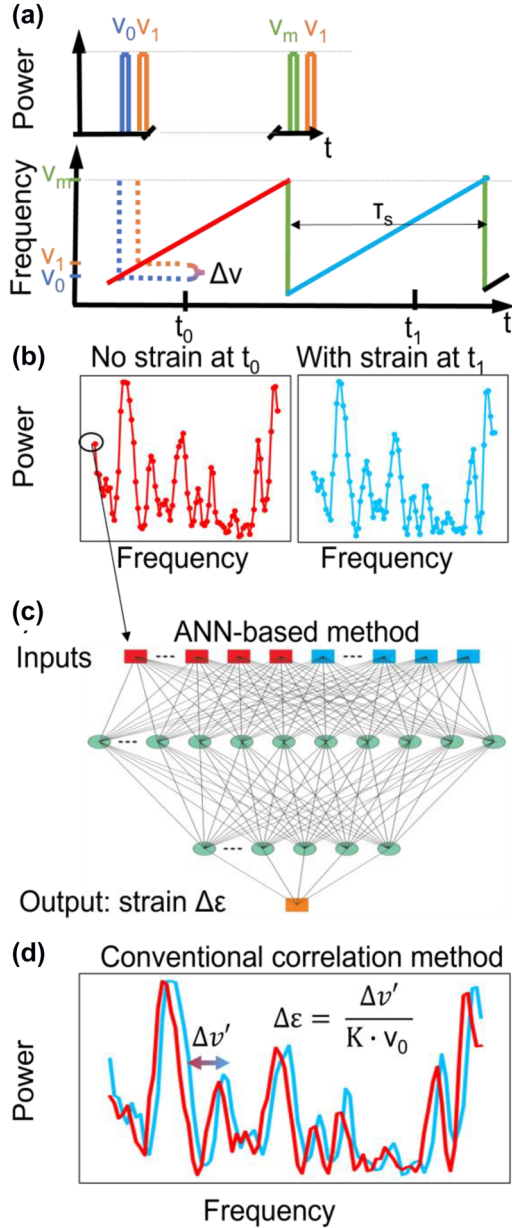 (a)
v₀ v₁ vₘ v₁
Power
t
Frequency
vₘ
v₁
v₀
Δv
Tₛ
t₀ t₁ t
(b)
No strain at t₀ With strain at t₁
Power
Frequency Frequency
(c)
ANN-based method
Inputs
Output: strain Δε
(d)
Conventional correlation method
Δv′
Δε = Δv′ / K · v₀
Power
Frequency